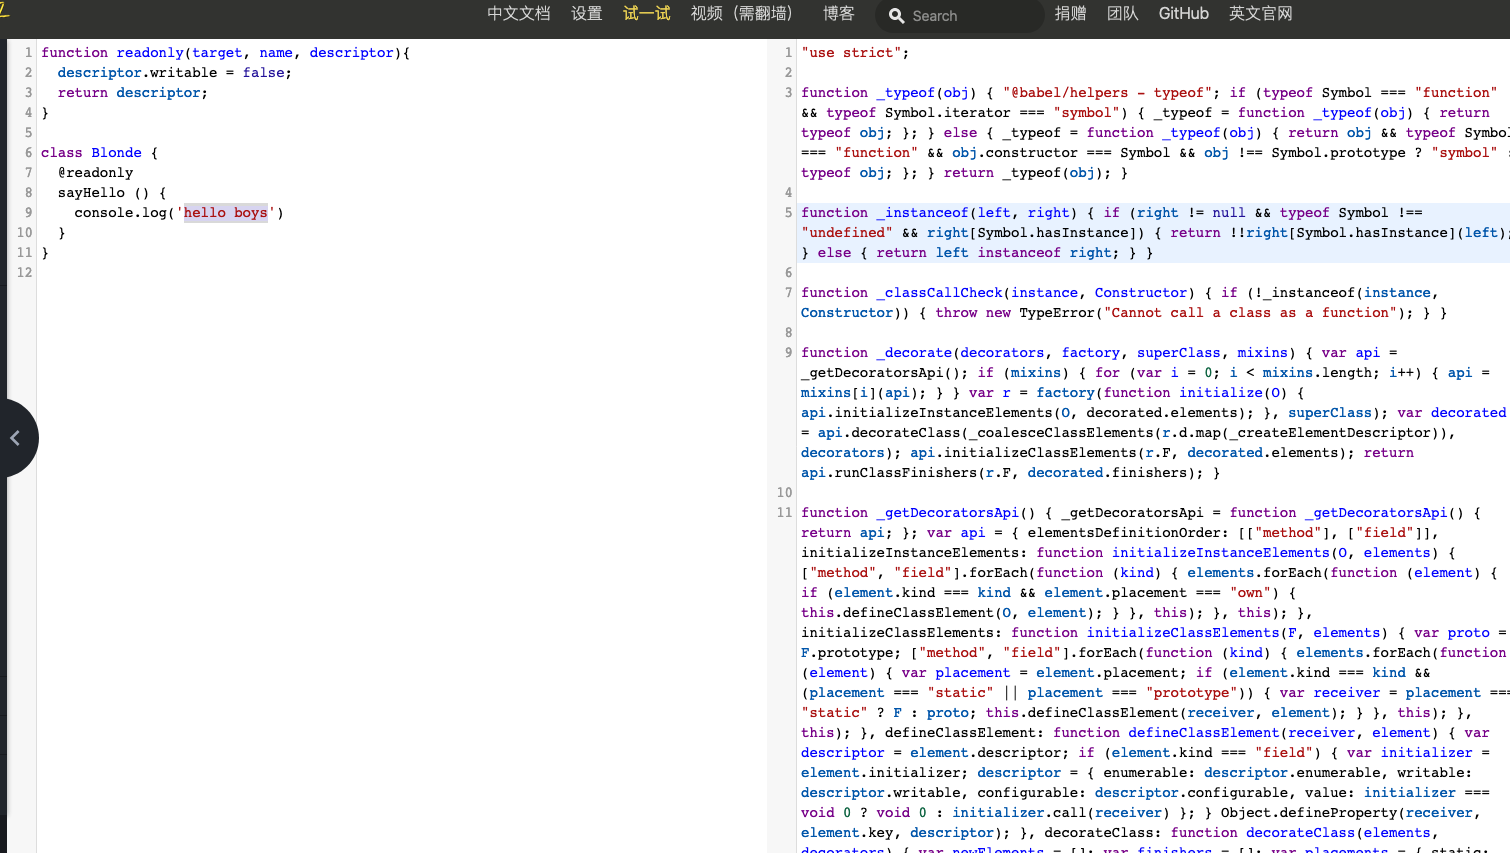 中文文档 设置 试一试 视频（需翻墙） 博客 Search 捐赠 团队 GitHub 英文官网
1 function readonly(target, name, descriptor){
2 descriptor.writable = false;
3 return descriptor;
4 }
5
6 class Blonde {
7 @readonly
8 sayHello () {
9 console.log('hello boys')
10 }
11 }
12
1 "use strict";
2
3 function _typeof(obj) { "@babel/helpers - typeof"; if (typeof Symbol === "function"
&& typeof Symbol.iterator === "symbol") { _typeof = function _typeof(obj) { return
typeof obj; }; } else { _typeof = function _typeof(obj) { return obj && typeof Symbol
=== "function" && obj.constructor === Symbol && obj !== Symbol.prototype ? "symbol"
typeof obj; }; } return _typeof(obj); }
4
5 function _instanceof(left, right) { if (right != null && typeof Symbol !==
"undefined" && right[Symbol.hasInstance]) { return !!right[Symbol.hasInstance](left);
} else { return left instanceof right; } }
6
7 function _classCallCheck(instance, Constructor) { if (!_instanceof(instance,
Constructor)) { throw new TypeError("Cannot call a class as a function"); } }
8
9 function _decorate(decorators, factory, superClass, mixins) { var api =
_getDecoratorsApi(); if (mixins) { for (var i = 0; i < mixins.length; i++) { api =
mixins[i](api); } } var r = factory(function initialize(O) {
api.initializeInstanceElements(O, decorated.elements); }, superClass); var decorated
= api.decorateClass(_coalesceClassElements(r.d.map(_createElementDescriptor)),
decorators); api.initializeClassElements(r.F, decorated.elements); return
api.runClassFinishers(r.F, decorated.finishers); }
10
11 function _getDecoratorsApi() { _getDecoratorsApi = function _getDecoratorsApi() {
return api; }; var api = { elementsDefinitionOrder: [["method"], ["field"]],
initializeInstanceElements: function initializeInstanceElements(O, elements) {
["method", "field"].forEach(function (kind) { elements.forEach(function (element) {
if (element.kind === kind && element.placement === "own") {
this.defineClassElement(O, element); } }, this); }, this); },
initializeClassElements: function initializeClassElements(F, elements) { var proto =
F.prototype; ["method", "field"].forEach(function (kind) { elements.forEach(function
(element) { var placement = element.placement; if (element.kind === kind &&
(placement === "static" || placement === "prototype")) { var receiver = placement ===
"static" ? F : proto; this.defineClassElement(receiver, element); } }, this); },
this); }, defineClassElement: function defineClassElement(receiver, element) { var
descriptor = element.descriptor; if (element.kind === "field") { var initializer =
element.initializer; descriptor = { enumerable: descriptor.enumerable, writable:
descriptor.writable, configurable: descriptor.configurable, value: initializer ===
void 0 ? void 0 : initializer.call(receiver) }; } Object.defineProperty(receiver,
element.key, descriptor); }, decorateClass: function decorateClass(elements,
decorators) { var newElements = []; var finishers = []; var placements = { static: